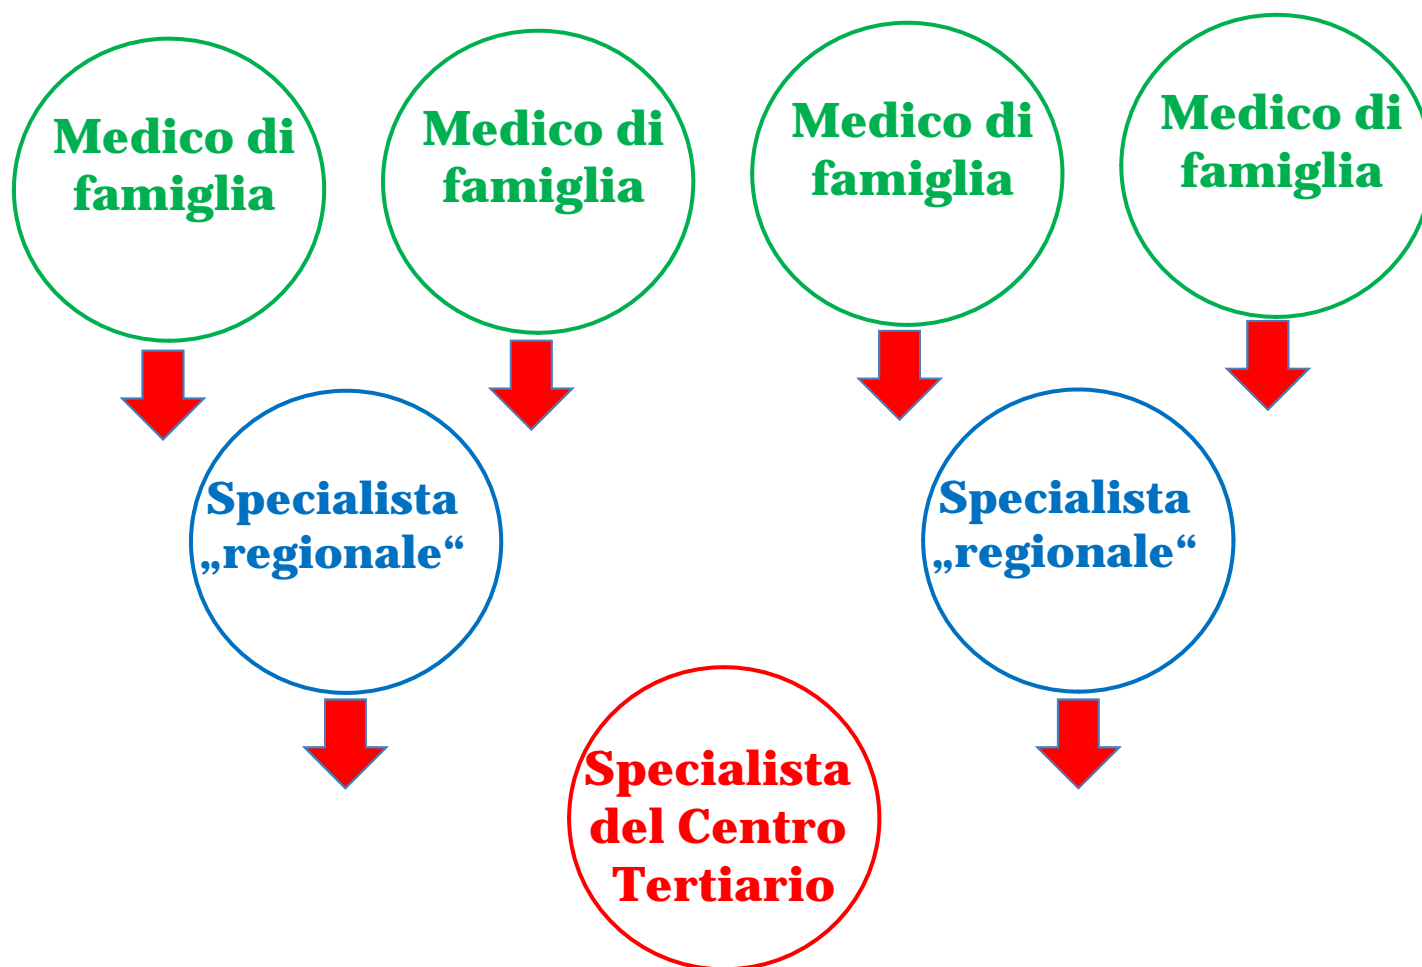 Medico di
famiglia
Medico di
famiglia
Medico di
famiglia
Medico di
famiglia
Specialista
„regionale“
Specialista
„regionale“
Specialista
del Centro
Tertiario